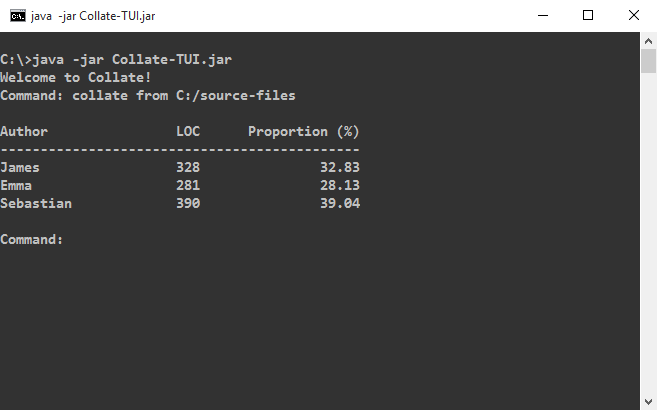 java -jar Collate-TUI.jar
C:\>java -jar Collate-TUI.jar
Welcome to Collate!
Command: collate from C:/source-files
Author LOC Proportion (%)
---------------------------------------------
James 328 32.83
Emma 281 28.13
Sebastian 390 39.04
Command: